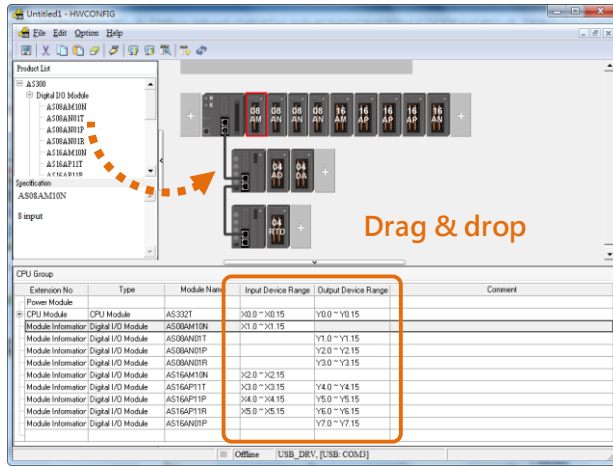 Untitled1 - HWCONFIG
File Edit Option Help
Product List
AS300
Digital I/O Module
AS08AM10N
AS08AN01T
AS08AN01P
AS08AN01R
AS16AM10N
AS16AP11T
AS16AP11P
Specification
AS08AM10N
8 input
08 AM
08 AN
08 AN
08 AN
16 AM
16 AP
16 AP
16 AP
16 AN
04 AD
04 DA
04 RTD
Drag & drop
CPU Group
Extension No Type Module Name Input Device Range Output Device Range Comment
Power Module
CPU Module CPU Module AS332T X0.0 ~ X0.15 Y0.0 ~ Y0.15
Module Information Digital I/O Module AS08AM10N X1.0 ~ X1.15
Module Information Digital I/O Module AS08AN01T Y1.0 ~ Y1.15
Module Information Digital I/O Module AS08AN01P Y2.0 ~ Y2.15
Module Information Digital I/O Module AS08AN01R Y3.0 ~ Y3.15
Module Information Digital I/O Module AS16AM10N X2.0 ~ X2.15
Module Information Digital I/O Module AS16AP11T X3.0 ~ X3.15 Y4.0 ~ Y4.15
Module Information Digital I/O Module AS16AP11P X4.0 ~ X4.15 Y5.0 ~ Y5.15
Module Information Digital I/O Module AS16AP11R X5.0 ~ X5.15 Y6.0 ~ Y6.15
Module Information Digital I/O Module AS16AN01P Y7.0 ~ Y7.15
Offline USB_DRV, [USB: COM3]